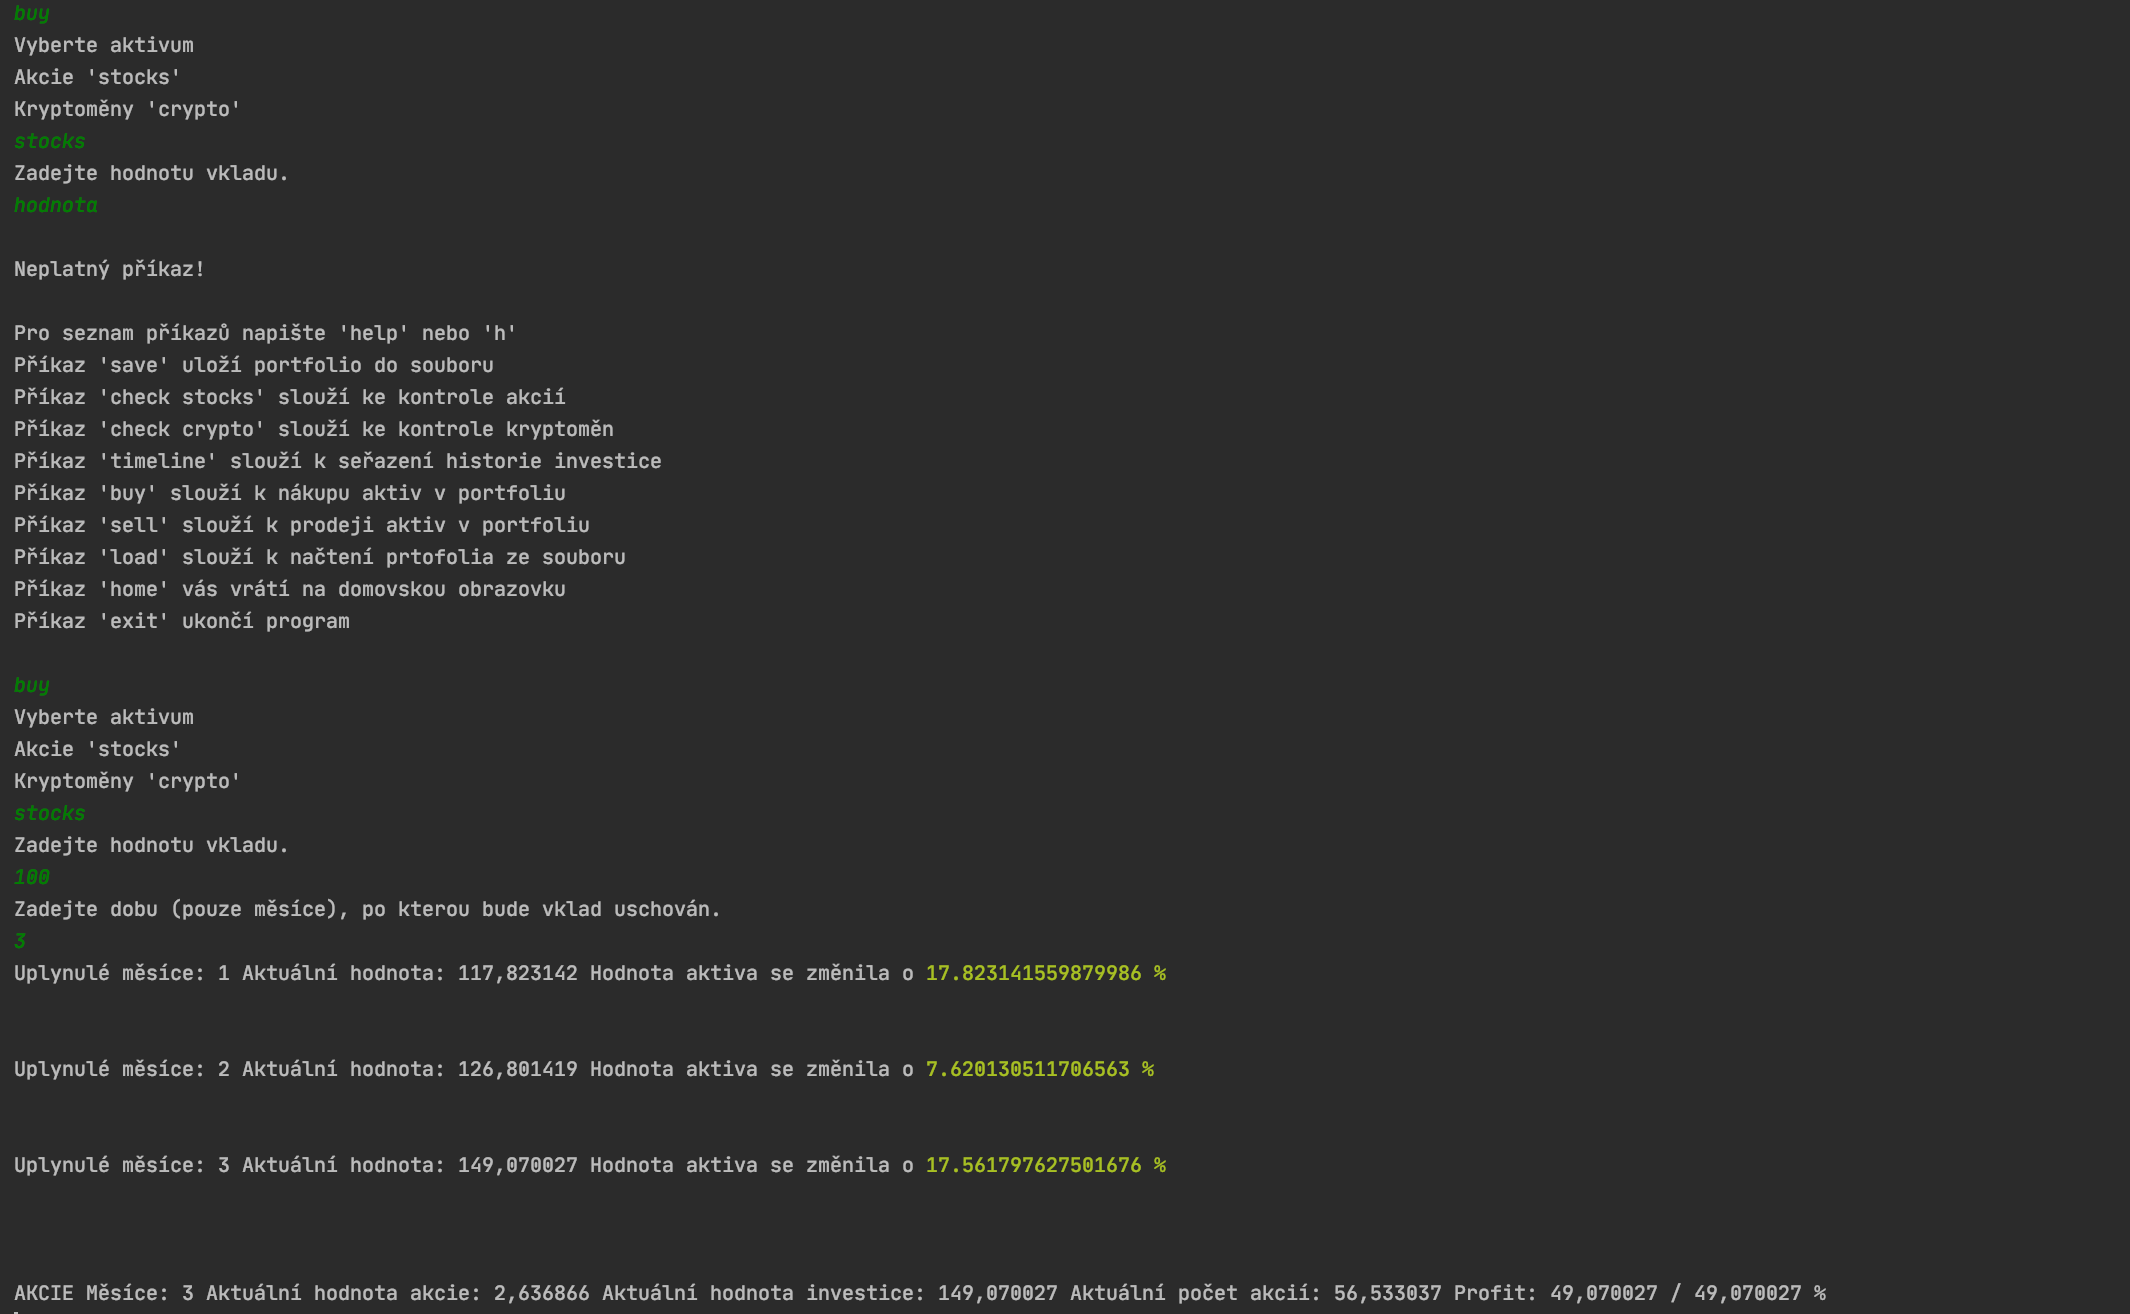 buy
Vyberte aktivum
Akcie 'stocks'
Kryptoměny 'crypto'
stocks
Zadejte hodnotu vkladu.
hodnota
Neplatný příkaz!
Pro seznam příkazů napište 'help' nebo 'h'
Příkaz 'save' uloží portfolio do souboru
Příkaz 'check stocks' slouží ke kontrole akcií
Příkaz 'check crypto' slouží ke kontrole kryptoměn
Příkaz 'timeline' slouží k seřazení historie investice
Příkaz 'buy' slouží k nákupu aktiv v portfoliu
Příkaz 'sell' slouží k prodeji aktiv v portfoliu
Příkaz 'load' slouží k načtení prtofolia ze souboru
Příkaz 'home' vás vrátí na domovskou obrazovku
Příkaz 'exit' ukončí program
buy
Vyberte aktivum
Akcie 'stocks'
Kryptoměny 'crypto'
stocks
Zadejte hodnotu vkladu.
100
Zadejte dobu (pouze měsíce), po kterou bude vklad uschován.
3
Uplynulé měsíce: 1 Aktuální hodnota: 117,823142 Hodnota aktiva se změnila o 17.823141559879986 %
Uplynulé měsíce: 2 Aktuální hodnota: 126,801419 Hodnota aktiva se změnila o 7.620130511706563 %
Uplynulé měsíce: 3 Aktuální hodnota: 149,070027 Hodnota aktiva se změnila o 17.561797627501676 %
AKCIE Měsíce: 3 Aktuální hodnota akcie: 2,636866 Aktuální hodnota investice: 149,070027 Aktuální počet akcií: 56,533037 Profit: 49,070027 / 49,070027 %